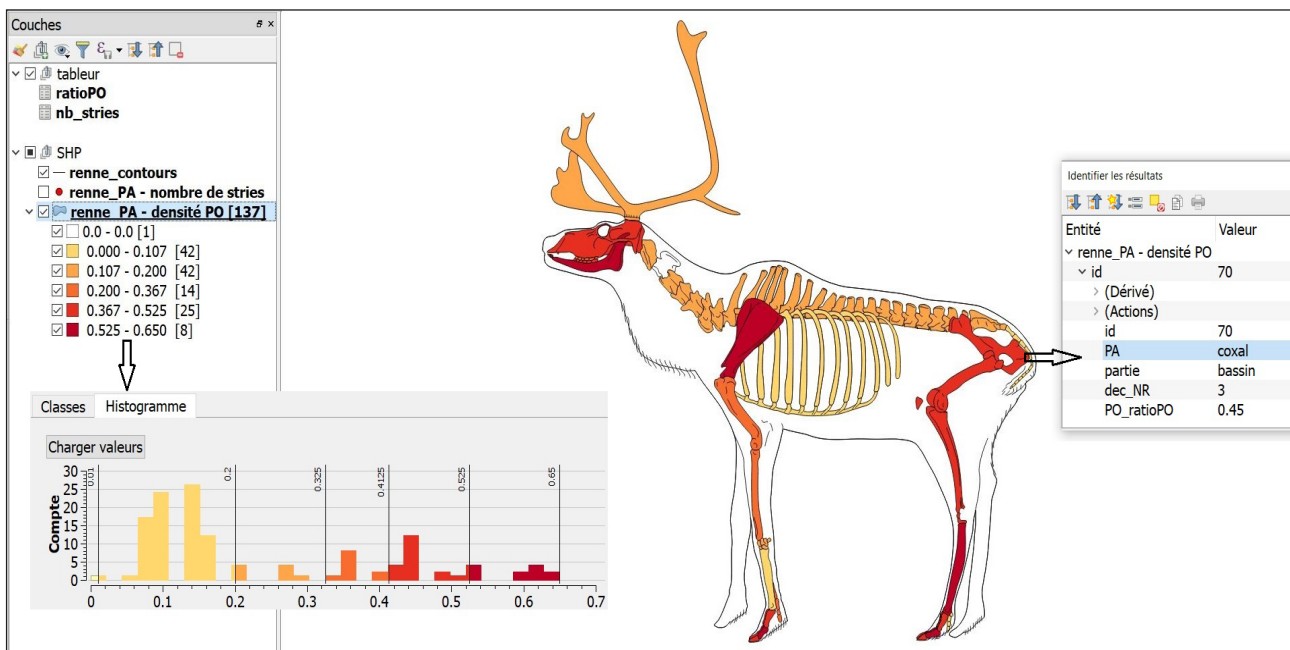 Couches
tableur
ratioPO
nb_stries
SHP
renne_contours
renne_PA - nombre de stries
renne_PA - densité PO [137]
0.0 - 0.0 [1]
0.000 - 0.107 [42]
0.107 - 0.200 [42]
0.200 - 0.367 [14]
0.367 - 0.525 [25]
0.525 - 0.650 [8]
Classes Histogramme
Charger valeurs
Compte
30
25
20
15
10
5
0
0.01 0.2 0.325 0.4125 0.525 0.65
0 0.1 0.2 0.3 0.4 0.5 0.6 0.7
Identifier les résultats
Entité Valeur
renne_PA - densité PO
id 70
(Dérivé)
(Actions)
id 70
PA coxal
partie bassin
dec_NR 3
PO_ratioPO 0.45